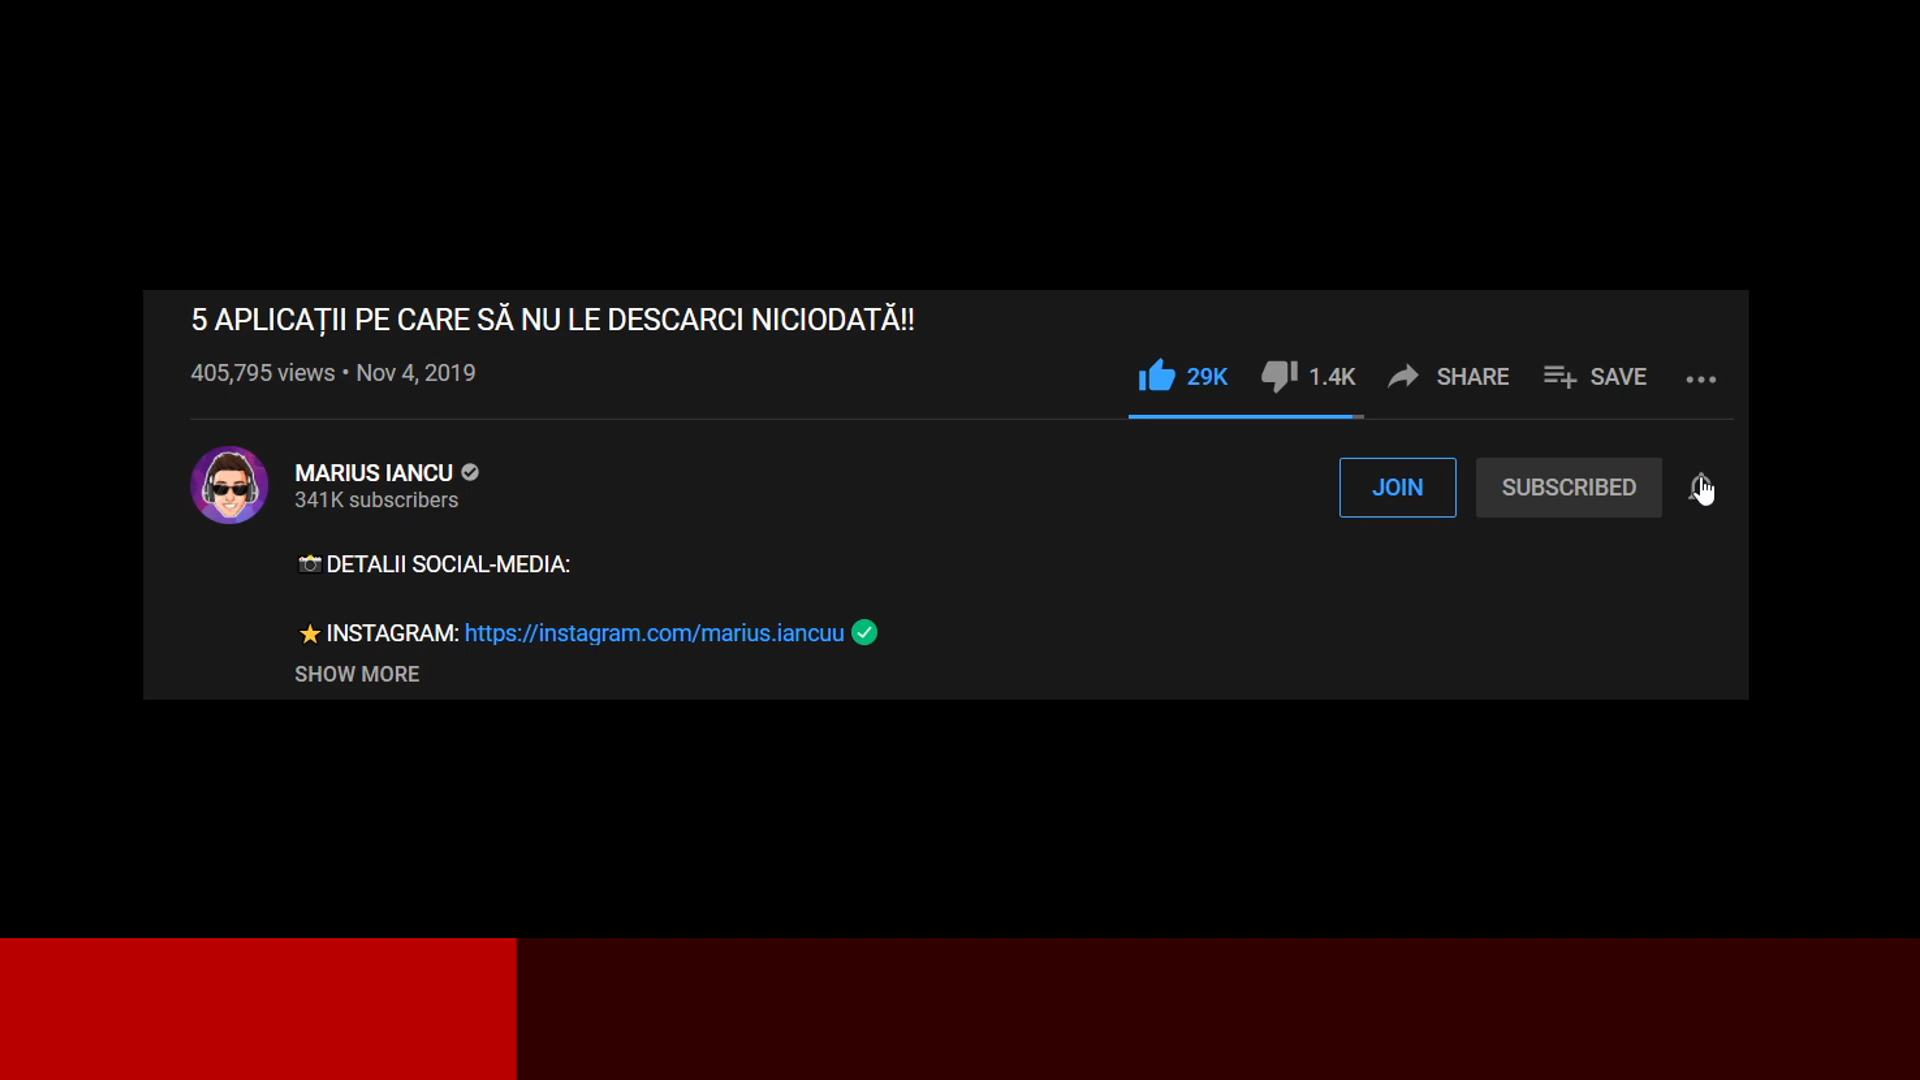 5 APLICAȚII PE CARE SĂ NU LE DESCARCI NICIODATĂ!!
405,795 views • Nov 4, 2019
29K 1.4K SHARE SAVE
MARIUS IANCU
341K subscribers
JOIN SUBSCRIBED
DETALII SOCIAL-MEDIA:
INSTAGRAM: https://instagram.com/marius.iancuu
SHOW MORE